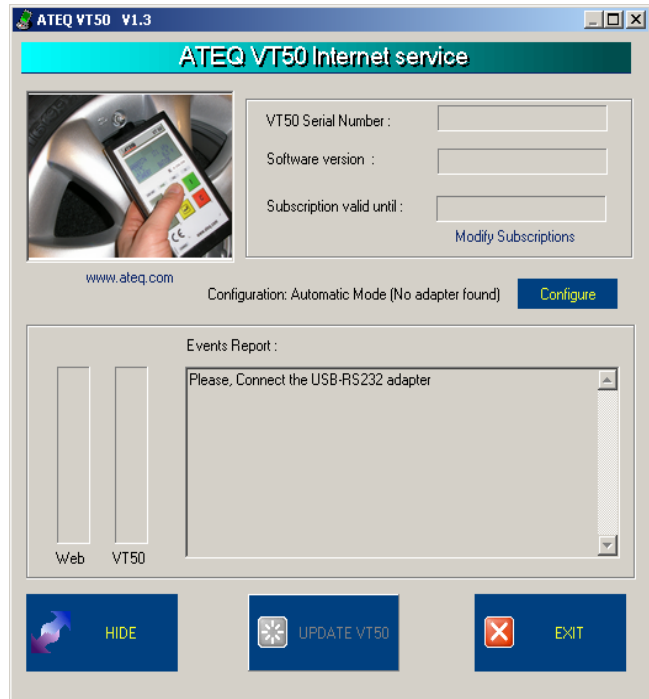 ATEQ VT50 V1.3
ATEQ VT50 Internet service
VT50 Serial Number :
Software version :
Subscription valid until :
Modify Subscriptions
www.ateq.com
Configuration: Automatic Mode (No adapter found)
Configure
Events Report :
Please, Connect the USB-RS232 adapter
Web
VT50
HIDE
UPDATE VT50
EXIT